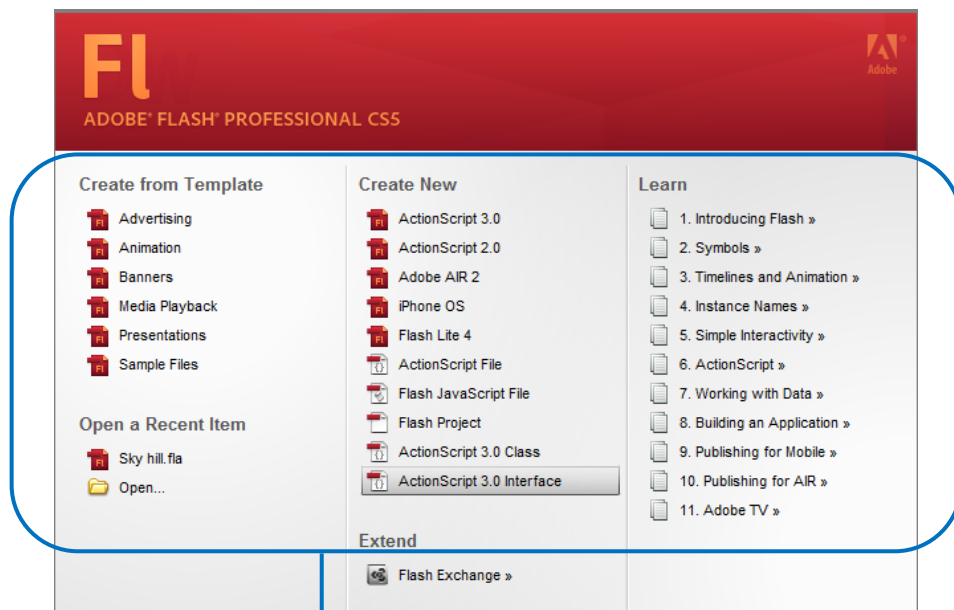 Fl
Adobe
ADOBE® FLASH® PROFESSIONAL CS5
Create from Template
Advertising
Animation
Banners
Media Playback
Presentations
Sample Files
Open a Recent Item
Sky hill.fla
Open...
Create New
ActionScript 3.0
ActionScript 2.0
Adobe AIR 2
iPhone OS
Flash Lite 4
ActionScript File
Flash JavaScript File
Flash Project
ActionScript 3.0 Class
ActionScript 3.0 Interface
Extend
Flash Exchange »
Learn
1. Introducing Flash »
2. Symbols »
3. Timelines and Animation »
4. Instance Names »
5. Simple Interactivity »
6. ActionScript »
7. Working with Data »
8. Building an Application »
9. Publishing for Mobile »
10. Publishing for AIR »
11. Adobe TV »